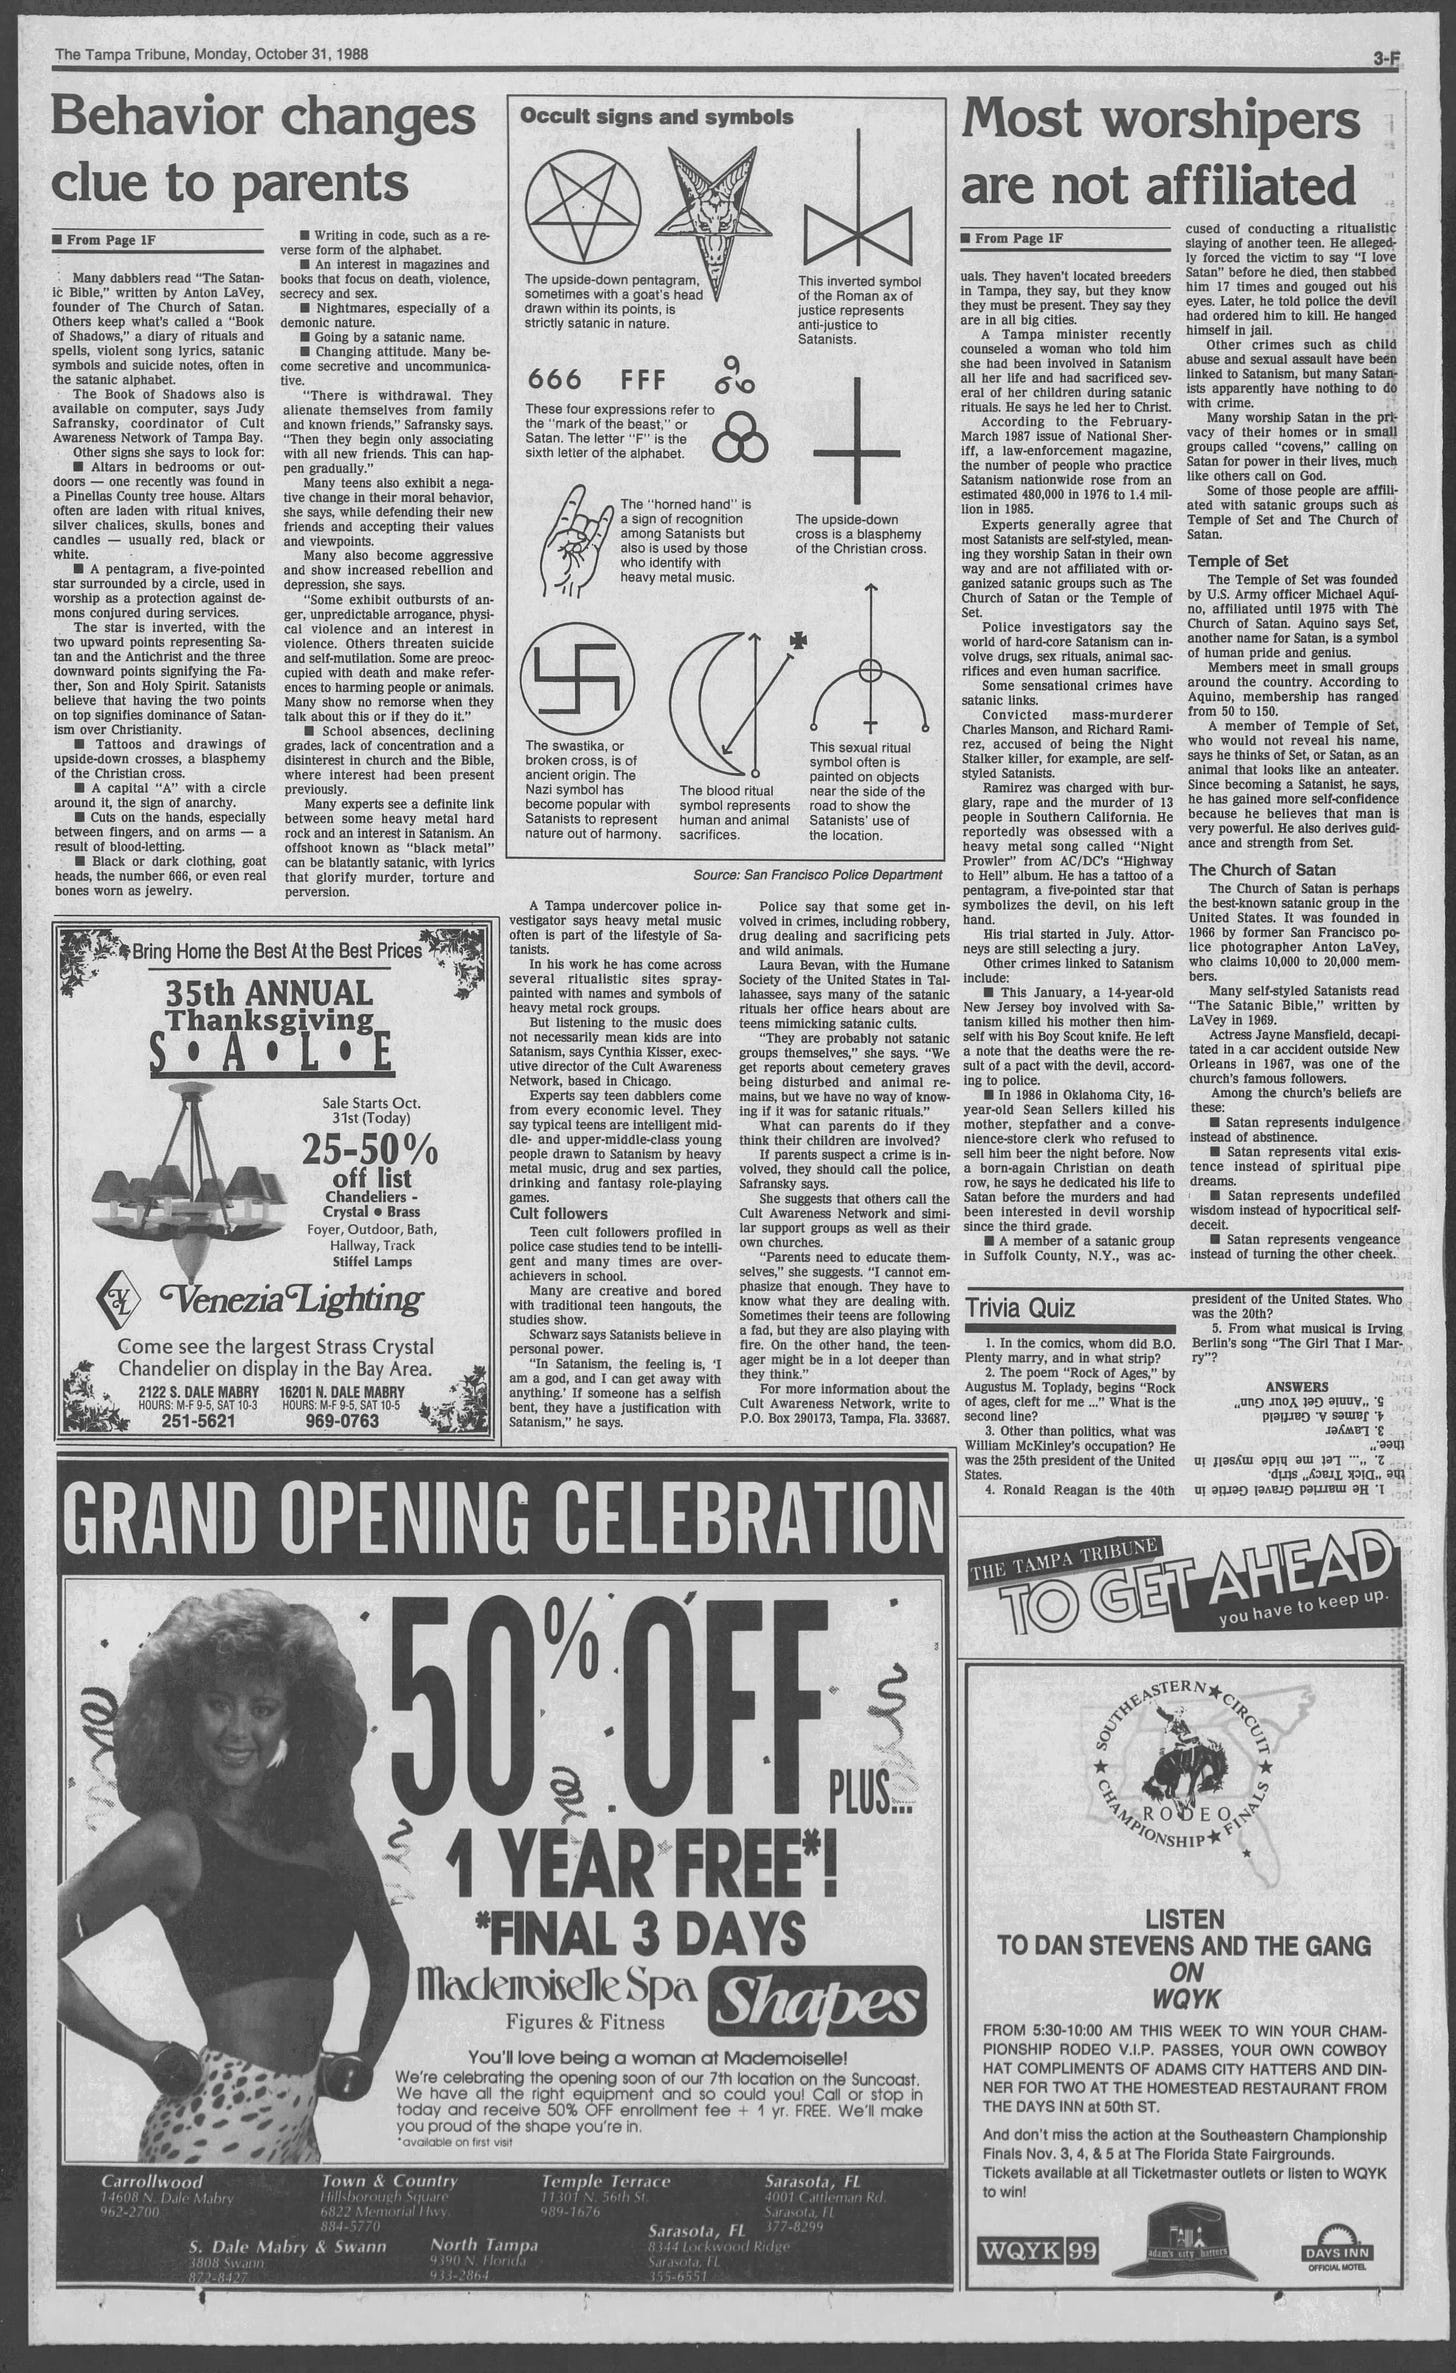 The Tampa Tribune, Monday, October 31, 1988
3-F
Behavior changes
clue to parents
■ From Page 1F
Many dabblers read "The Satan-
ic Bible," written by Anton LaVey,
founder of The Church of Satan.
Others keep what's called a "Book
of Shadows," a diary of rituals and
spells, violent song lyrics, satanic
symbols and suicide notes, often in
the satanic alphabet.
The Book of Shadows also is
available on computer, says Judy
Safransky, coordinator of Cult
Awareness Network of Tampa Bay.
Other signs she says to look for:
■ Altars in bedrooms or out-
doors — one recently was found in
a Pinellas County tree house. Altars
often are laden with ritual knives,
silver chalices, skulls, bones and
candles — usually red, black or
white.
■ A pentagram, a five-pointed
star surrounded by a circle, used in
worship as a protection against de-
mons conjured during services.
The star is inverted, with the
two upward points representing Sa-
tan and the Antichrist and the three
downward points signifying the Fa-
ther, Son and Holy Spirit. Satanists
believe that having the two points
on top signifies dominance of Satan-
ism over Christianity.
■ Tattoos and drawings of
upside-down crosses, a blasphemy
of the Christian cross.
■ A capital "A" with a circle
around it, the sign of anarchy.
■ Cuts on the hands, especially
between fingers, and on arms — a
result of blood-letting.
■ Black or dark clothing, goat
heads, the number 666, or even real
bones worn as jewelry.
■ Writing in code, such as a re-
verse form of the alphabet.
■ An interest in magazines and
books that focus on death, violence,
secrecy and sex.
■ Nightmares, especially of a
demonic nature.
■ Going by a satanic name.
■ Changing attitude. Many be-
come secretive and uncommunica-
tive.
"There is withdrawal. They
alienate themselves from family
and known friends," Safransky says.
"Then they begin only associating
with all new friends. This can hap-
pen gradually."
Many teens also exhibit a nega-
tive change in their moral behavior,
she says, while defending their new
friends and accepting their values
and viewpoints.
Many also become aggressive
and show increased rebellion and
depression, she says.
"Some exhibit outbursts of an-
ger, unpredictable arrogance, physi-
cal violence and an interest in
violence. Others threaten suicide
and self-mutilation. Some are preoc-
cupied with death and make refer-
ences to harming people or animals.
Many show no remorse when they
talk about this or if they do it."
■ School absences, declining
grades, lack of concentration and a
disinterest in church and the Bible,
where interest had been present
previously.
Many experts see a definite link
between some heavy metal hard
rock and an interest in Satanism. An
offshoot known as "black metal"
can be blatantly satanic, with lyrics
that glorify murder, torture and
perversion.
Occult signs and symbols
The upside-down pentagram,
sometimes with a goat's head
drawn within its points, is
strictly satanic in nature.
This inverted symbol
of the Roman ax of
justice represents
anti-justice to
Satanists.
666 FFF
9
6 6
These four expressions refer to
the "mark of the beast," or
Satan. The letter "F" is the
sixth letter of the alphabet.
The "horned hand" is
a sign of recognition
among Satanists but
also is used by those
who identify with
heavy metal music.
The upside-down
cross is a blasphemy
of the Christian cross.
The swastika, or
broken cross, is of
ancient origin. The
Nazi symbol has
become popular with
Satanists to represent
nature out of harmony.
The blood ritual
symbol represents
human and animal
sacrifices.
This sexual ritual
symbol often is
painted on objects
near the side of the
road to show the
Satanists' use of
the location.
Source: San Francisco Police Department
A Tampa undercover police in-
vestigator says heavy metal music
often is part of the lifestyle of Sa-
tanists.
In his work he has come across
several ritualistic sites spray-
painted with names and symbols of
heavy metal rock groups.
But listening to the music does
not necessarily mean kids are into
Satanism, says Cynthia Kisser, exec-
utive director of the Cult Awareness
Network, based in Chicago.
Experts say teen dabblers come
from every economic level. They
say typical teens are intelligent mid-
dle- and upper-middle-class young
people drawn to Satanism by heavy
metal music, drug and sex parties,
drinking and fantasy role-playing
games.
Cult followers
Teen cult followers profiled in
police case studies tend to be intelli-
gent and many times are over-
achievers in school.
Many are creative and bored
with traditional teen hangouts, the
studies show.
Schwarz says Satanists believe in
personal power.
"In Satanism, the feeling is, 'I
am a god, and I can get away with
anything.' If someone has a selfish
bent, they have a justification with
Satanism," he says.
Police say that some get in-
volved in crimes, including robbery,
drug dealing and sacrificing pets
and wild animals.
Laura Bevan, with the Humane
Society of the United States in Tal-
lahassee, says many of the satanic
rituals her office hears about are
teens mimicking satanic cults.
"They are probably not satanic
groups themselves," she says. "We
get reports about cemetery graves
being disturbed and animal re-
mains, but we have no way of know-
ing if it was for satanic rituals."
What can parents do if they
think their children are involved?
If parents suspect a crime is in-
volved, they should call the police,
Safransky says.
She suggests that others call the
Cult Awareness Network and simi-
lar support groups as well as their
own churches.
"Parents need to educate them-
selves," she suggests. "I cannot em-
phasize that enough. They have to
know what they are dealing with.
Sometimes their teens are following
a fad, but they are also playing with
fire. On the other hand, the teen-
ager might be in a lot deeper than
they think."
For more information about the
Cult Awareness Network, write to
P.O. Box 290173, Tampa, Fla. 33687.
Most worshipers
are not affiliated
■ From Page 1F
uals. They haven't located breeders
in Tampa, they say, but they know
they must be present. They say they
are in all big cities.
A Tampa minister recently
counseled a woman who told him
she had been involved in Satanism
all her life and had sacrificed sev-
eral of her children during satanic
rituals. He says he led her to Christ.
According to the February-
March 1987 issue of National Sher-
iff, a law-enforcement magazine,
the number of people who practice
Satanism nationwide rose from an
estimated 480,000 in 1976 to 1.4 mil-
lion in 1985.
Experts generally agree that
most Satanists are self-styled, mean-
ing they worship Satan in their own
way and are not affiliated with or-
ganized satanic groups such as The
Church of Satan or the Temple of
Set.
Police investigators say the
world of hard-core Satanism can in-
volve drugs, sex rituals, animal sac-
rifices and even human sacrifice.
Some sensational crimes have
satanic links.
Convicted mass-murderer
Charles Manson, and Richard Rami-
rez, accused of being the Night
Stalker killer, for example, are self-
styled Satanists.
Ramirez was charged with bur-
glary, rape and the murder of 13
people in Southern California. He
reportedly was obsessed with a
heavy metal song called "Night
Prowler" from AC/DC's "Highway
to Hell" album. He has a tattoo of a
pentagram, a five-pointed star that
symbolizes the devil, on his left
hand.
His trial started in July. Attor-
neys are still selecting a jury.
Other crimes linked to Satanism
include:
■ This January, a 14-year-old
New Jersey boy involved with Sa-
tanism killed his mother then him-
self with his Boy Scout knife. He left
a note that the deaths were the re-
sult of a pact with the devil, accord-
ing to police.
■ In 1986 in Oklahoma City, 16-
year-old Sean Sellers killed his
mother, stepfather and a conve-
nience-store clerk who refused to
sell him beer the night before. Now
a born-again Christian on death
row, he says he dedicated his life to
Satan before the murders and had
been interested in devil worship
since the third grade.
■ A member of a satanic group
in Suffolk County, N.Y., was ac-
cused of conducting a ritualistic
slaying of another teen. He alleged-
ly forced the victim to say "I love
Satan" before he died, then stabbed
him 17 times and gouged out his
eyes. Later, he told police the devil
had ordered him to kill. He hanged
himself in jail.
Other crimes such as child
abuse and sexual assault have been
linked to Satanism, but many Satan-
ists apparently have nothing to do
with crime.
Many worship Satan in the pri-
vacy of their homes or in small
groups called "covens," calling on
Satan for power in their lives, much
like others call on God.
Some of those people are affili-
ated with satanic groups such as
Temple of Set and The Church of
Satan.
Temple of Set
The Temple of Set was founded
by U.S. Army officer Michael Aqui-
no, affiliated until 1975 with The
Church of Satan. Aquino says Set,
another name for Satan, is a symbol
of human pride and genius.
Members meet in small groups
around the country. According to
Aquino, membership has ranged
from 50 to 150.
A member of Temple of Set,
who would not reveal his name,
says he thinks of Set, or Satan, as an
animal that looks like an anteater.
Since becoming a Satanist, he says,
he has gained more self-confidence
because he believes that man is
very powerful. He also derives guid-
ance and strength from Set.
The Church of Satan
The Church of Satan is perhaps
the best-known satanic group in the
United States. It was founded in
1966 by former San Francisco po-
lice photographer Anton LaVey,
who claims 10,000 to 20,000 mem-
bers.
Many self-styled Satanists read
"The Satanic Bible," written by
LaVey in 1969.
Actress Jayne Mansfield, decapi-
tated in a car accident outside New
Orleans in 1967, was one of the
church's famous followers.
Among the church's beliefs are
these:
■ Satan represents indulgence
instead of abstinence.
■ Satan represents vital exis-
tence instead of spiritual pipe
dreams.
■ Satan represents undefiled
wisdom instead of hypocritical self-
deceit.
■ Satan represents vengeance
instead of turning the other cheek.
Trivia Quiz
1. In the comics, whom did B.O.
Plenty marry, and in what strip?
2. The poem "Rock of Ages," by
Augustus M. Toplady, begins "Rock
of ages, cleft for me ..." What is the
second line?
3. Other than politics, what was
William McKinley's occupation? He
was the 25th president of the United
States.
4. Ronald Reagan is the 40th
president of the United States. Who
was the 20th?
5. From what musical is Irving
Berlin's song "The Girl That I Mar-
ry"?
ANSWERS
1. He married Gravel Gertie in
the "Dick Tracy" strip.
2. "... Let me hide myself in
thee."
3. Lawyer
4. James A. Garfield
5. "Annie Get Your Gun"
Bring Home the Best At the Best Prices
35th ANNUAL
Thanksgiving
S•A•L•E
Sale Starts Oct.
31st (Today)
25-50%
off list
Chandeliers -
Crystal • Brass
Foyer, Outdoor, Bath,
Hallway, Track
Stiffel Lamps
VL Venezia Lighting
Come see the largest Strass Crystal
Chandelier on display in the Bay Area.
2122 S. DALE MABRY
HOURS: M-F 9-5, SAT 10-3
251-5621
16201 N. DALE MABRY
HOURS: M-F 9-5, SAT 10-5
969-0763
GRAND OPENING CELEBRATION
50% OFF
PLUS...
1 YEAR FREE*!
*FINAL 3 DAYS
Mademoiselle Spa
Figures & Fitness
Shapes
You'll love being a woman at Mademoiselle!
We're celebrating the opening soon of our 7th location on the Suncoast.
We have all the right equipment and so could you! Call or stop in
today and receive 50% OFF enrollment fee + 1 yr. FREE. We'll make
you proud of the shape you're in.
*available on first visit
Carrollwood
14608 N. Dale Mabry
962-2700
Town & Country
Hillsborough Square
6822 Memorial Hwy.
884-5770
Temple Terrace
11301 N. 56th St.
989-1676
Sarasota, FL
4001 Cattleman Rd.
Sarasota, FL
377-8299
S. Dale Mabry & Swann
3808 Swann
872-8427
North Tampa
9390 N. Florida
933-2864
Sarasota, FL
8344 Lockwood Ridge
Sarasota, FL
355-6551
THE TAMPA TRIBUNE
TO GET AHEAD
you have to keep up.
SOUTHEASTERN ★ CIRCUIT ★ FINALS ★ CHAMPIONSHIP ★
RODEO
LISTEN
TO DAN STEVENS AND THE GANG
ON
WQYK
FROM 5:30-10:00 AM THIS WEEK TO WIN YOUR CHAM-
PIONSHIP RODEO V.I.P. PASSES, YOUR OWN COWBOY
HAT COMPLIMENTS OF ADAMS CITY HATTERS AND DIN-
NER FOR TWO AT THE HOMESTEAD RESTAURANT FROM
THE DAYS INN at 50th ST.
And don't miss the action at the Southeastern Championship
Finals Nov. 3, 4, & 5 at The Florida State Fairgrounds.
Tickets available at all Ticketmaster outlets or listen to WQYK
to win!
WQYK 99
adam's city hatters
DAYS INN
OFFICIAL MOTEL